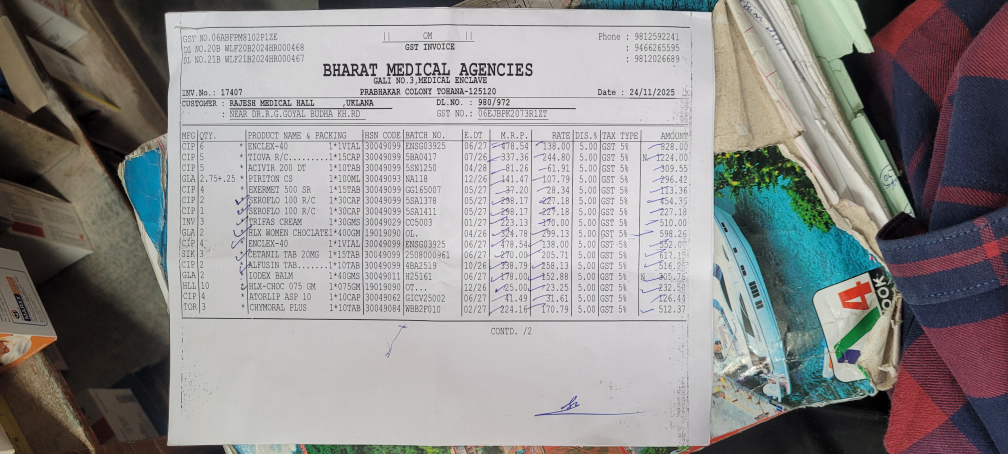 GST NO.06ABFPM8102P1ZE || OM || Phone : 9812592241
DL NO.20B WLF20B2024HR000468 GST INVOICE : 9466265595
SL NO.21B WLF21B2024HR000467 : 9812026689
BHARAT MEDICAL AGENCIES
GALI NO.3,MEDICAL ENCLAVE
INV.No.: 17407 PRABHAKAR COLONY TOHANA-125120 Date : 24/11/2025
CUSTOMER : RAJESH MEDICAL HALL ,UKLANA DL.NO. : 980/972
: NEAR DR.R.G.GOYAL BUDHA KH.RD GST NO.: 06EJBPK2073R1ZT
MFG QTY. PRODUCT NAME & PACKING HSN CODE BATCH NO. E.DT M.R.P. RATE DIS.% TAX TYPE AMOUNT
CIP 6 * ENCLEX-40 1*1VIAL 30049099 ENSG03925 06/27 478.54 138.00 5.00 GST 5% 828.00
CIP 5 * TIOVA R/C.........1*15CAP 30049099 5BA0417 07/26 337.36 244.80 5.00 GST 5% N 1224.00
CIP 5 * ACIVIR 200 DT 1*10TAB 30049099 5SN1250 04/28 81.26 61.91 5.00 GST 5% 309.55
GLA 2.75+.25 * PIRITON CS 1*100ML 30049093 NA118 12/26 141.47 107.79 5.00 GST 5% 296.42
CIP 4 * EXERMET 500 SR 1*10TAB 30049099 GG165007 05/27 37.20 28.34 5.00 GST 5% 113.36
CIP 2 SEROFLO 100 R/C 1*30CAP 30049099 5SA1378 05/27 298.17 227.18 5.00 GST 5% 454.36
CIP 1 SEROFLO 100 R/C 1*30CAP 30049099 5SA1411 05/27 298.17 227.18 5.00 GST 5% 227.18
INV 3 TRIFAS CREAM 1*30GMS 30049029 CC5003 01/27 223.13 170.00 5.00 GST 5% 510.00
GLA 2 HLX WOMEN CHOCLATE1*400GM 19019090 OL. 04/26 324.78 299.13 5.00 GST 5% 598.26
CIP 4 ENCLEX-40 1*1VIAL 30049099 ENSG03925 06/27 478.54 138.00 5.00 GST 5% 552.00
SIK 3 CETANIL TAB 20MG 1*15TAB 30049099 2508000961 06/27 270.00 205.71 5.00 GST 5% 617.13
CIP 2 ALFUSIN TAB.......1*10TAB 30049099 4HA2519 10/26 338.79 258.13 5.00 GST 5% 516.26
GLA 2 * IODEX BALM 1*40GMS 30049011 H25161 06/27 178.00 152.88 5.00 GST 5% N 305.76
HLL 10 HLX-CHOC 075 GM 1*075GM 19019090 OT... 12/26 25.00 23.25 5.00 GST 5% 232.50
CIP 4 * ATORLIP ASP 10 1*10CAP 30049062 GICV25002 06/27 41.49 31.61 5.00 GST 5% 126.44
TOR 3 * CHYMORAL PLUS 1*10TAB 30049084 WBB2F010 02/27 224.16 170.79 5.00 GST 5% 512.37
CONTD. /2
4
BOOK